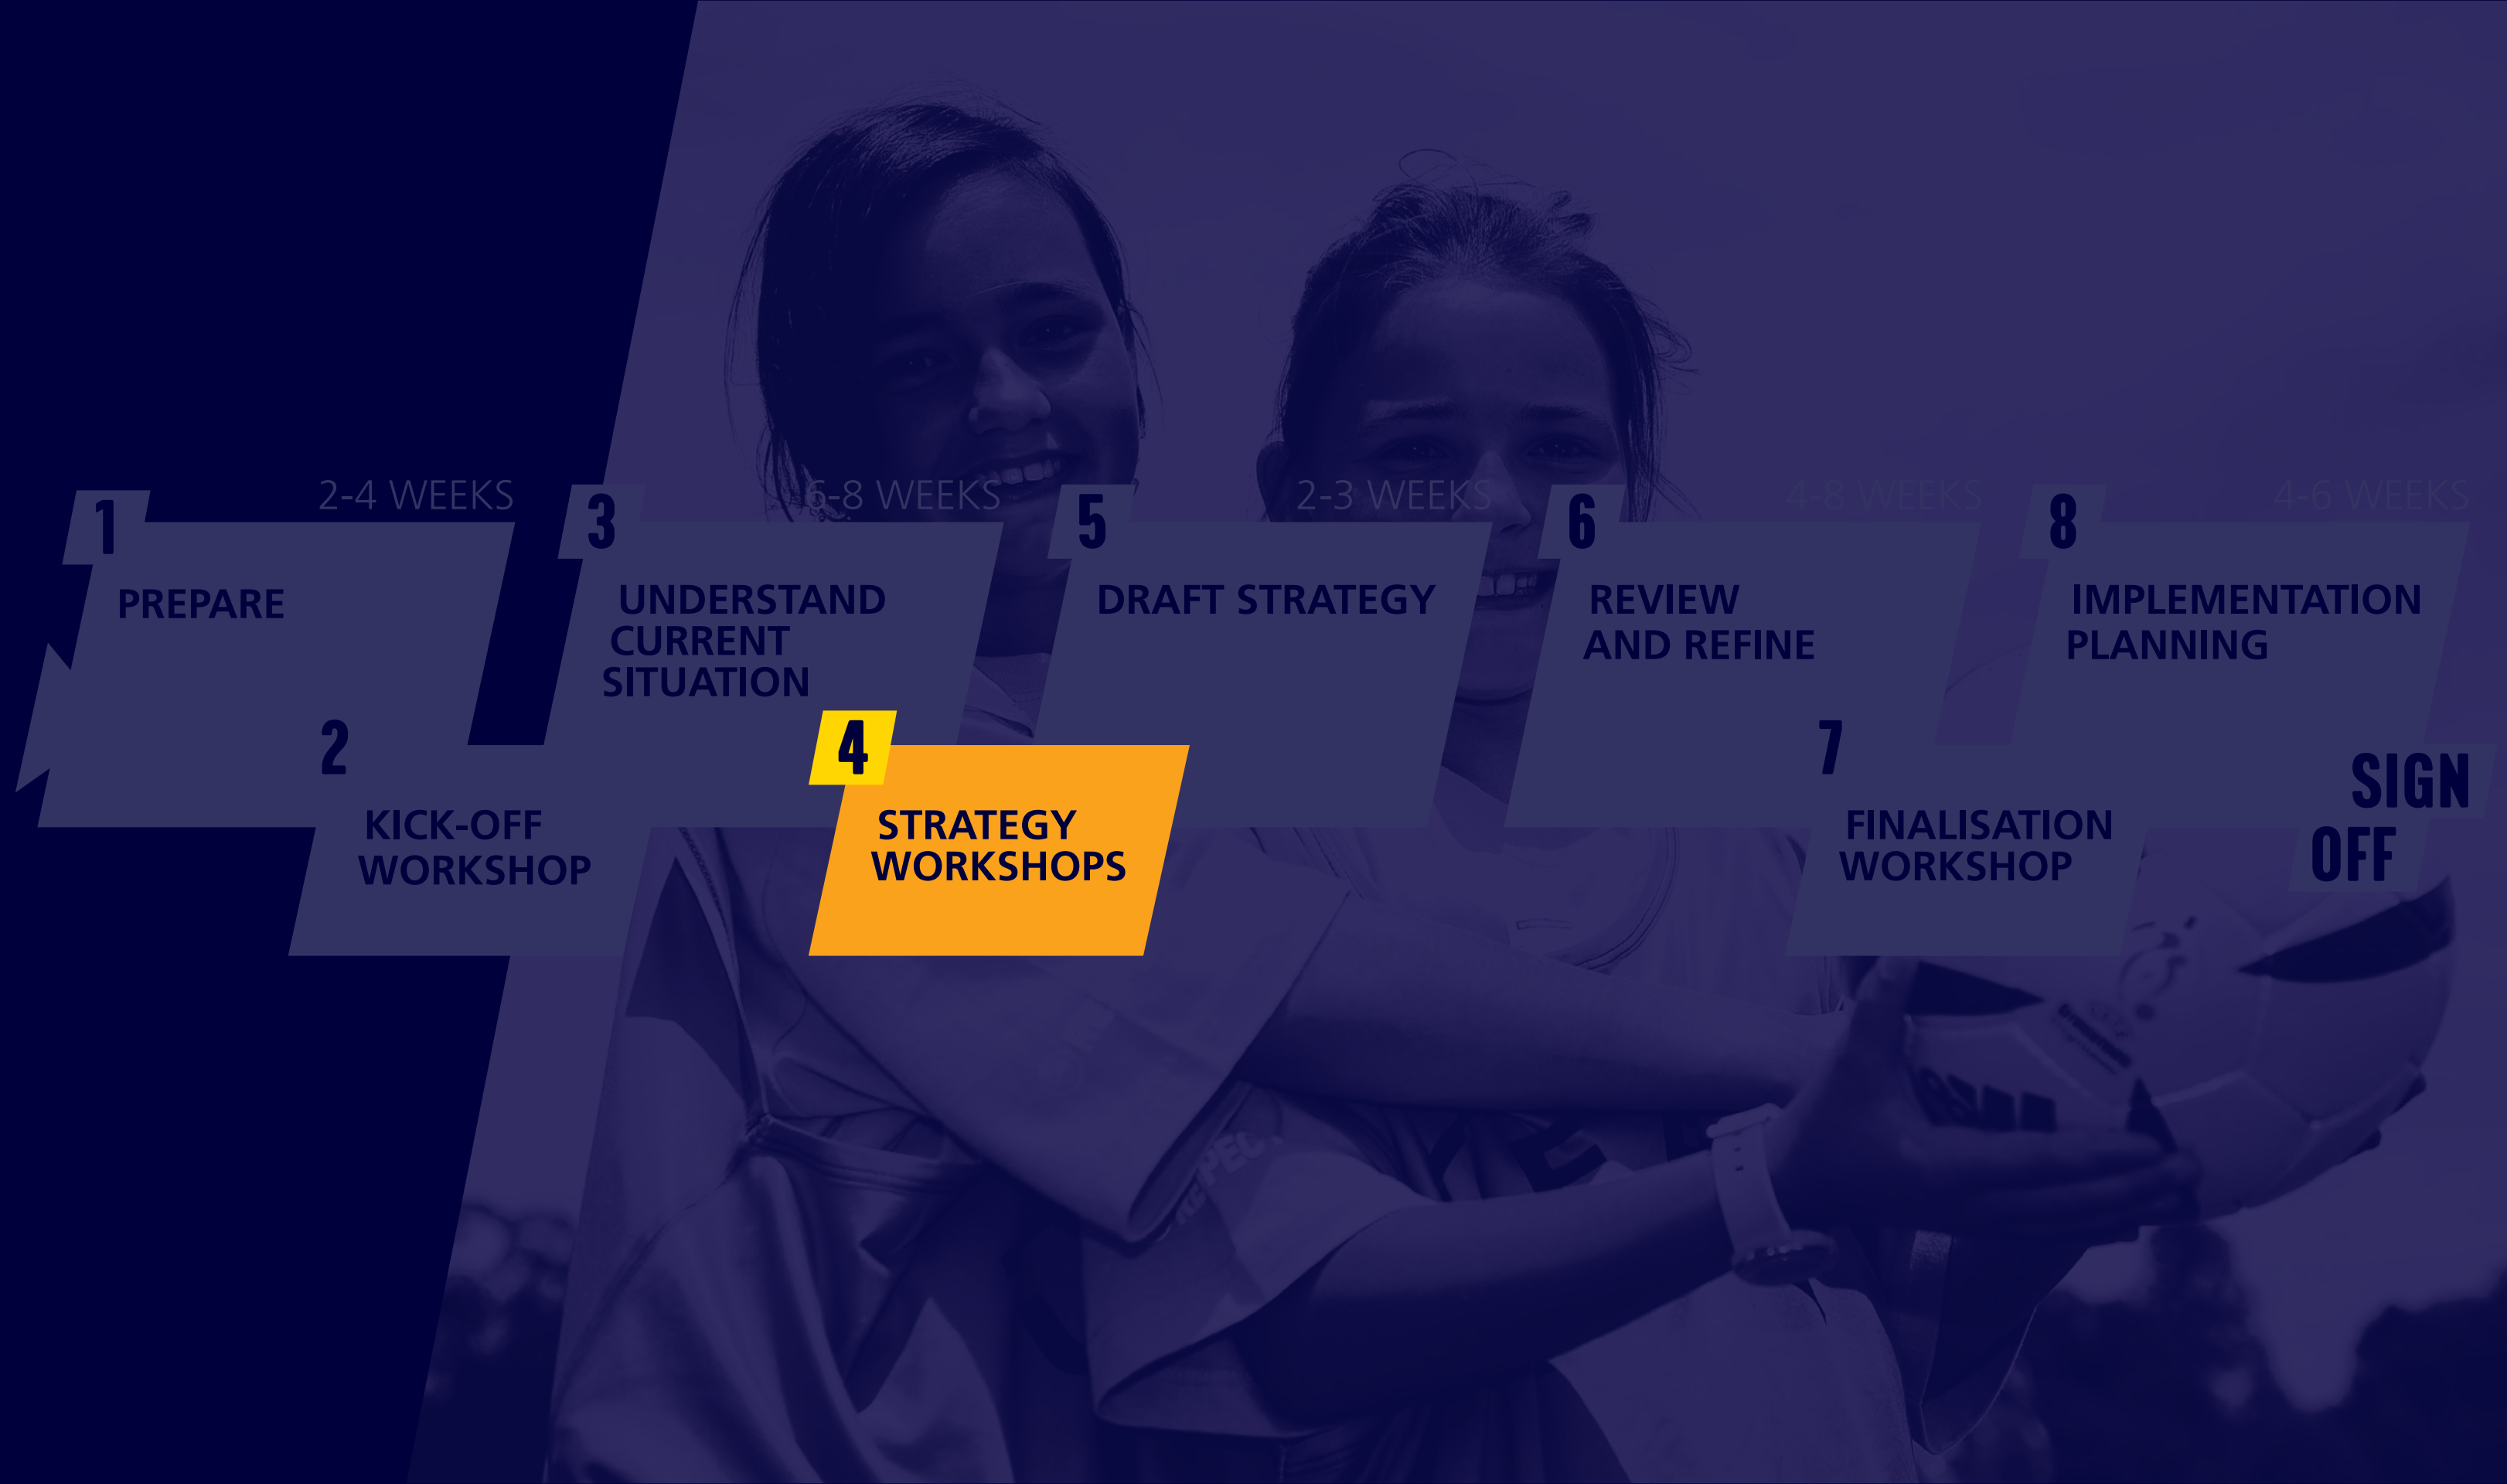 1
2-4 WEEKS
PREPARE
2
KICK-OFF
WORKSHOP
3
6-8 WEEKS
UNDERSTAND
CURRENT
SITUATION
4
STRATEGY
WORKSHOPS
5
2-3 WEEKS
DRAFT STRATEGY
6
4-8 WEEKS
REVIEW
AND REFINE
7
FINALISATION
WORKSHOP
8
4-6 WEEKS
IMPLEMENTATION
PLANNING
SIGN
OFF